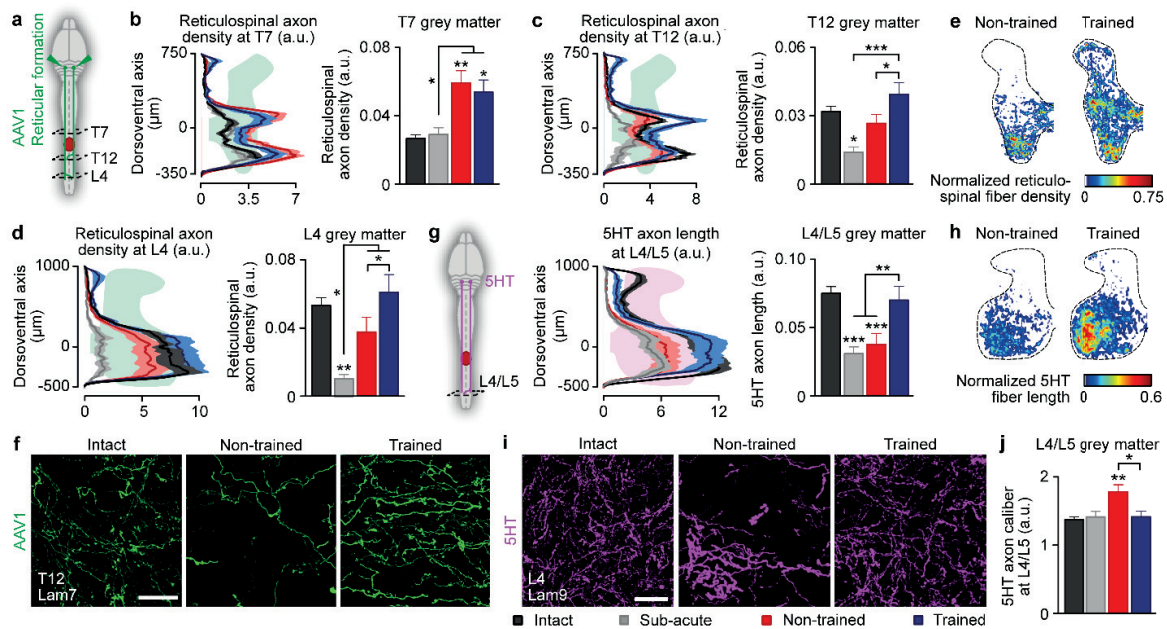 a
AAV1
Reticular formation
T7
T12
L4
b
Reticulospinal axon
density at T7 (a.u.)
Dorsoventral axis
(μm)
750
0
-350
0
3.5
7
T7 grey matter
Reticulospinal
axon density (a.u.)
0.08
0.04
0
*
**
*
c
Reticulospinal axon
density at T12 (a.u.)
Dorsoventral axis
(μm)
750
0
-350
0
4
8
T12 grey matter
Reticulospinal
axon density (a.u.)
0.06
0.03
0
***
*
*
e
Non-trained
Trained
Normalized reticulo-
spinal fiber density
0
0.75
d
Reticulospinal axon
density at L4 (a.u.)
Dorsoventral axis
(μm)
1000
0
-500
0
5
10
L4 grey matter
Reticulospinal
axon density (a.u.)
0.08
0.04
0
*
*
**
g
5HT
L4/L5
5HT axon length
at L4/L5 (a.u.)
Dorsoventral axis
(μm)
1000
0
-500
0
6
12
L4/L5 grey matter
5HT axon length (a.u.)
0.10
0.05
0
**
***
***
h
Non-trained
Trained
Normalized 5HT
fiber length
0
0.6
f
Intact
Non-trained
Trained
AAV1
T12
Lam7
i
Intact
Non-trained
Trained
5HT
L4
Lam9
j
L4/L5 grey matter
5HT axon caliber
at L4/L5 (a.u.)
2
1
0
*
**
Intact
Sub-acute
Non-trained
Trained